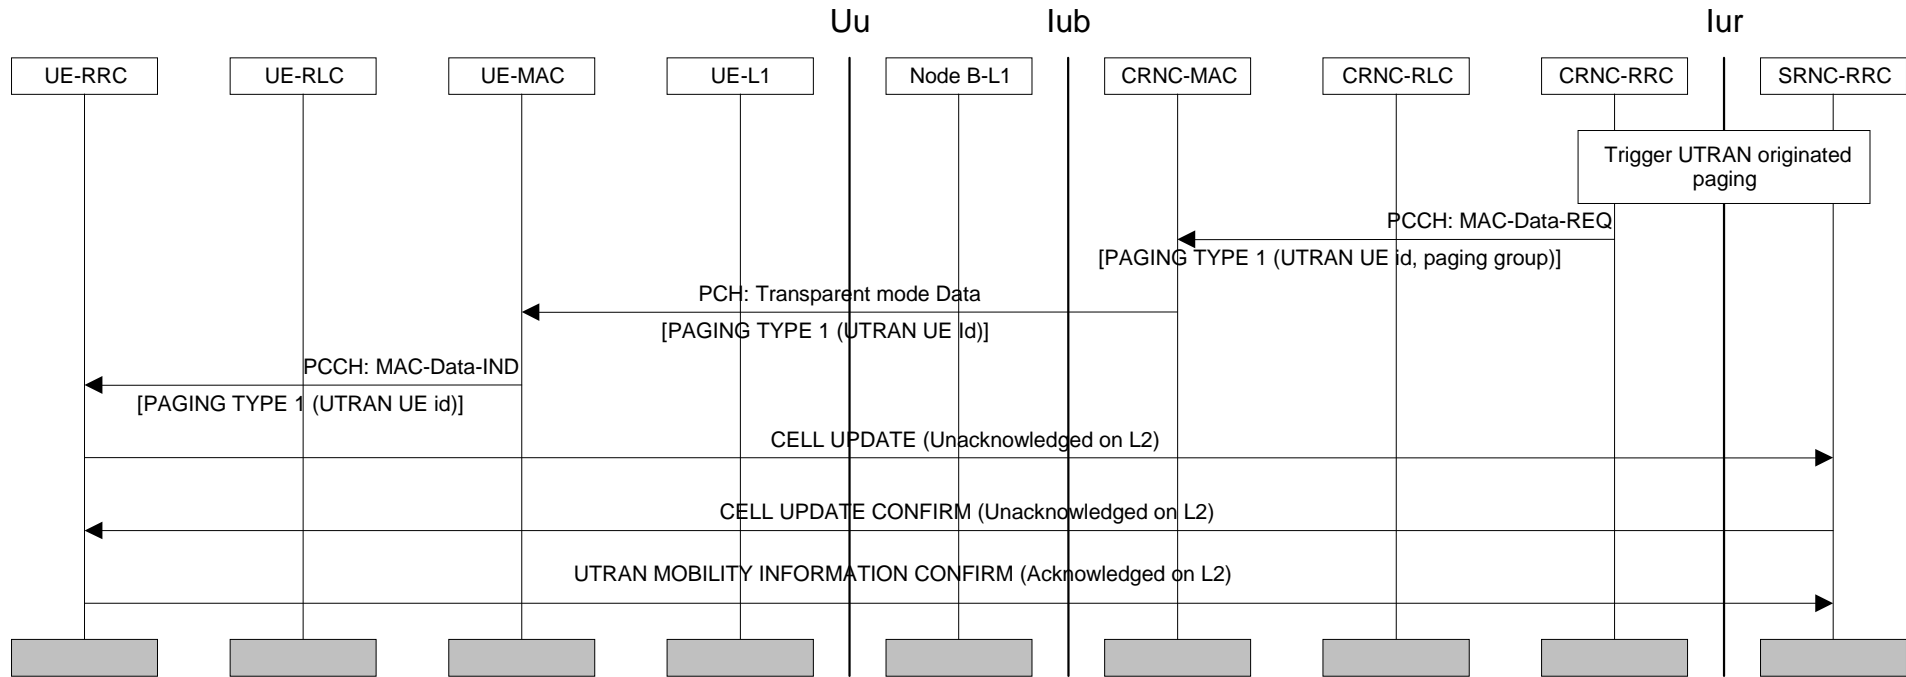 Uu Iub Iur
UE-RRC UE-RLC UE-MAC UE-L1 Node B-L1 CRNC-MAC CRNC-RLC CRNC-RRC SRNC-RRC
Trigger UTRAN originated
paging
PCCH: MAC-Data-REQ
[PAGING TYPE 1 (UTRAN UE id, paging group)]
PCH: Transparent mode Data
[PAGING TYPE 1 (UTRAN UE Id)]
PCCH: MAC-Data-IND
[PAGING TYPE 1 (UTRAN UE id)]
CELL UPDATE (Unacknowledged on L2)
CELL UPDATE CONFIRM (Unacknowledged on L2)
UTRAN MOBILITY INFORMATION CONFIRM (Acknowledged on L2)